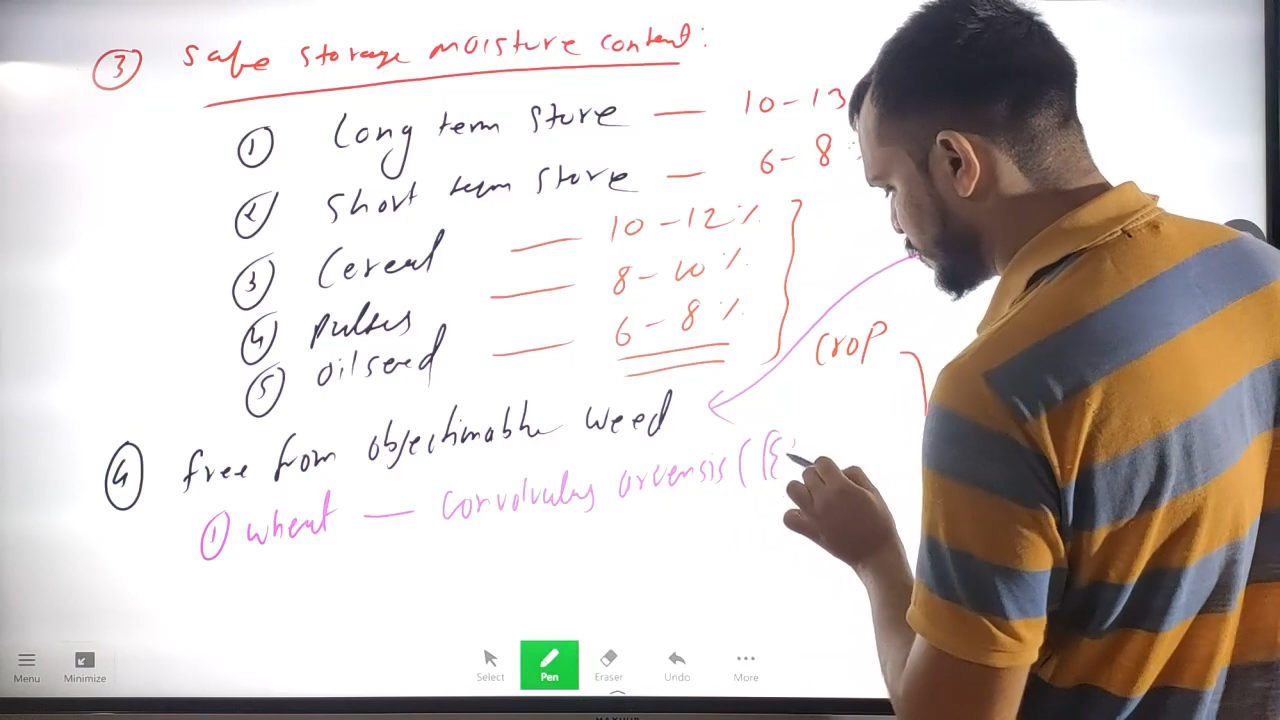 ③ Safe storage moisture content:
① Long term store — 10-13
② Short term store — 6-8
③ Cereal — 10-12%
④ pulses — 8-10%
⑤ oilseed — 6-8%
crop
④ free from objectionable weed
① wheat — convolvulus arvensis (
Menu
Minimize
Select
Pen
Eraser
Undo
More
MAXHUB